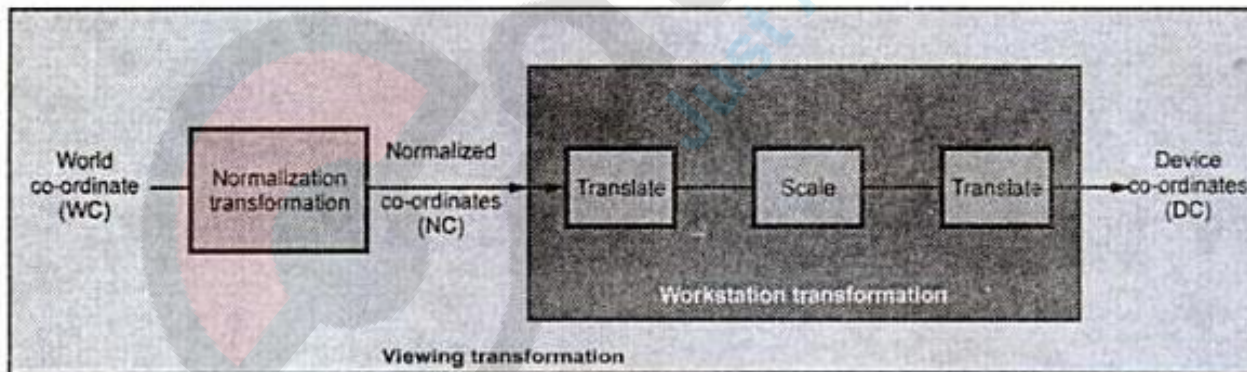 World
co-ordinate
(WC)
Normalization
transformation
Normalized
co-ordinates
(NC)
Translate
Scale
Translate
Device
co-ordinates
(DC)
Workstation transformation
Viewing transformation
Just